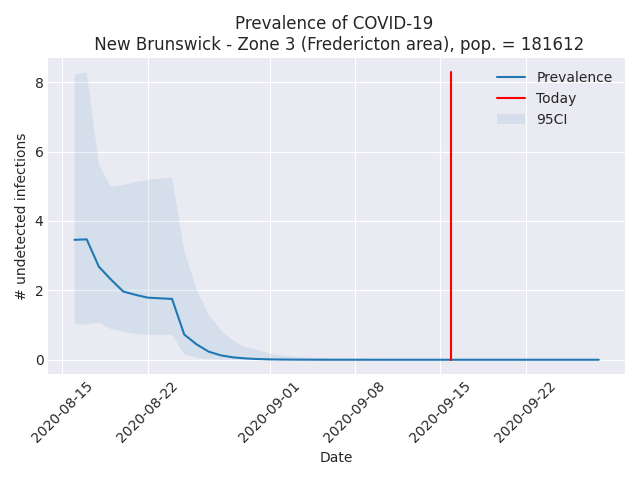 Prevalence of COVID-19
New Brunswick - Zone 3 (Fredericton area), pop. = 181612
# undetected infections
8
6
4
2
0
Prevalence
Today
95CI
2020-08-15
2020-08-22
2020-09-01
2020-09-08
2020-09-15
2020-09-22
Date